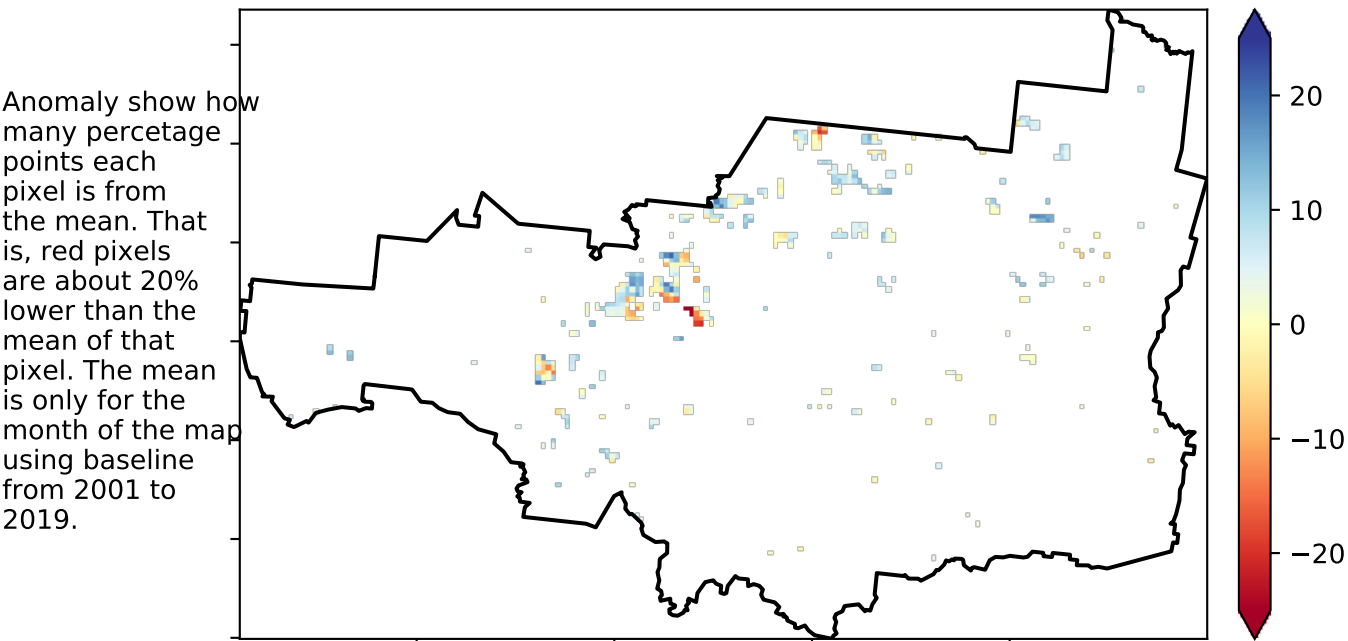 Anomaly show how
many percetage
points each
pixel is from
the mean. That
is, red pixels
are about 20%
lower than the
mean of that
pixel. The mean
is only for the
month of the map
using baseline
from 2001 to
2019.
20
10
0
−10
−20